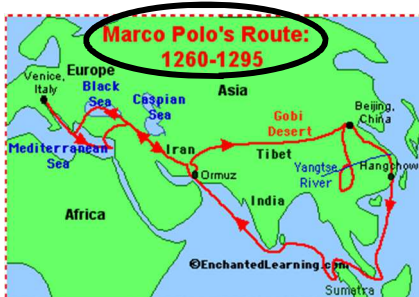 Marco Polo's Route:
1260-1295
Venice,
Italy
Europe
Black
Sea
Caspian
Sea
Asia
Gobi
Desert
Beijing,
China
Mediterranean
Sea
Iran
Tibet
Yangtse
River
Hangchow
Ormuz
India
Africa
©EnchantedLearning.com
Sumatra